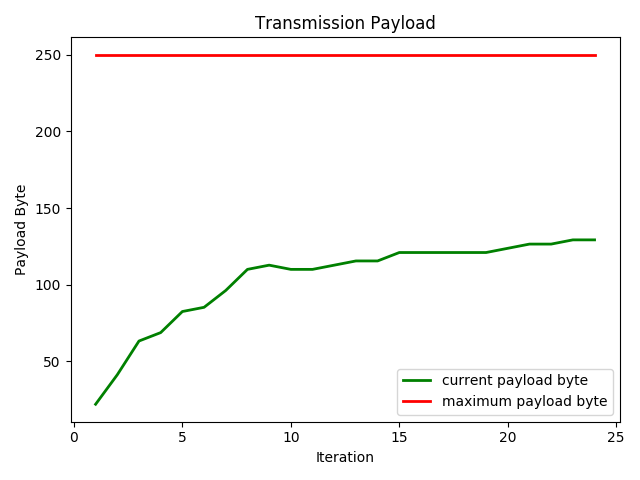 Transmission Payload
250
200
150
100
50
Payload Byte
0
5
10
15
20
25
Iteration
current payload byte
maximum payload byte